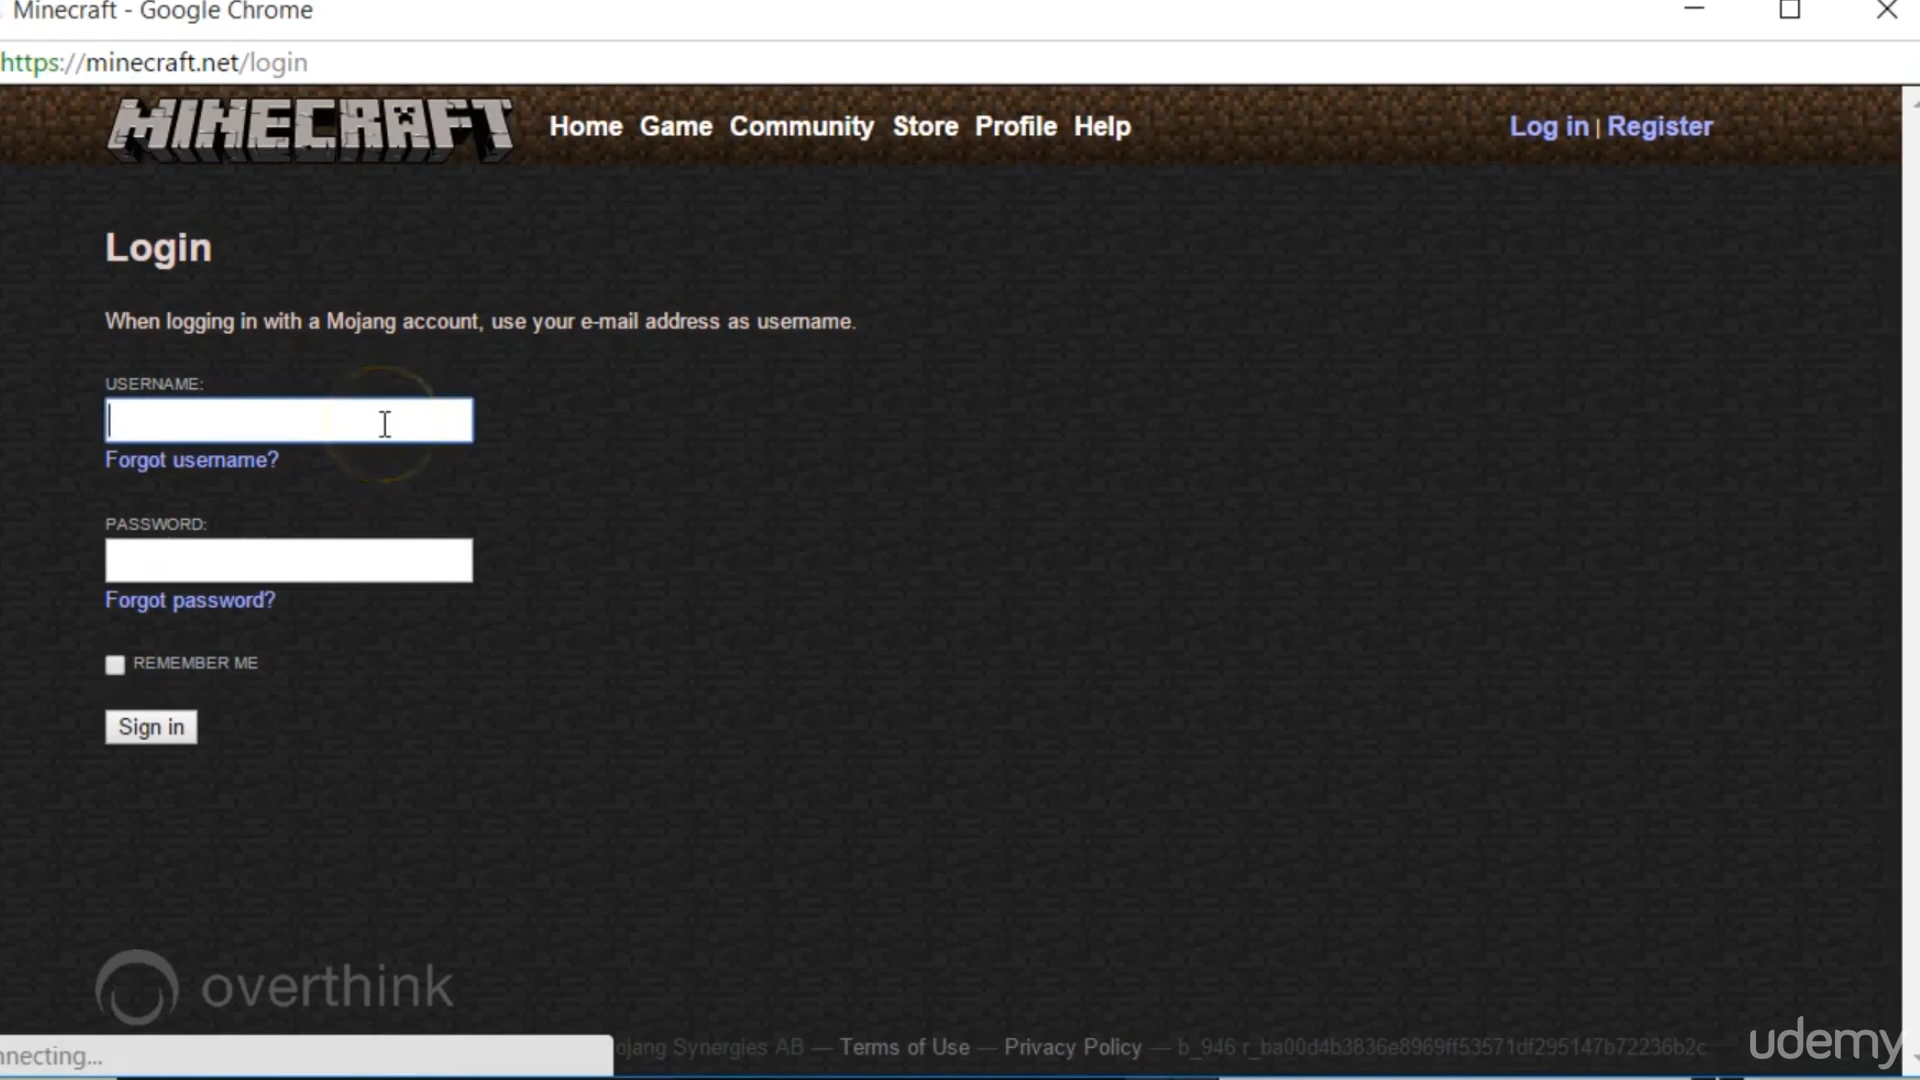 Minecraft - Google Chrome
https://minecraft.net/login
MINECRAFT Home Game Community Store Profile Help Log in | Register
Login
When logging in with a Mojang account, use your e-mail address as username.
USERNAME:
Forgot username?
PASSWORD:
Forgot password?
REMEMBER ME
Sign in
overthink
nnecting... ojang Synergies AB — Terms of Use — Privacy Policy — b_946 r_ba00d4b3836e8969ff53571df295147b72236b2c
udemy